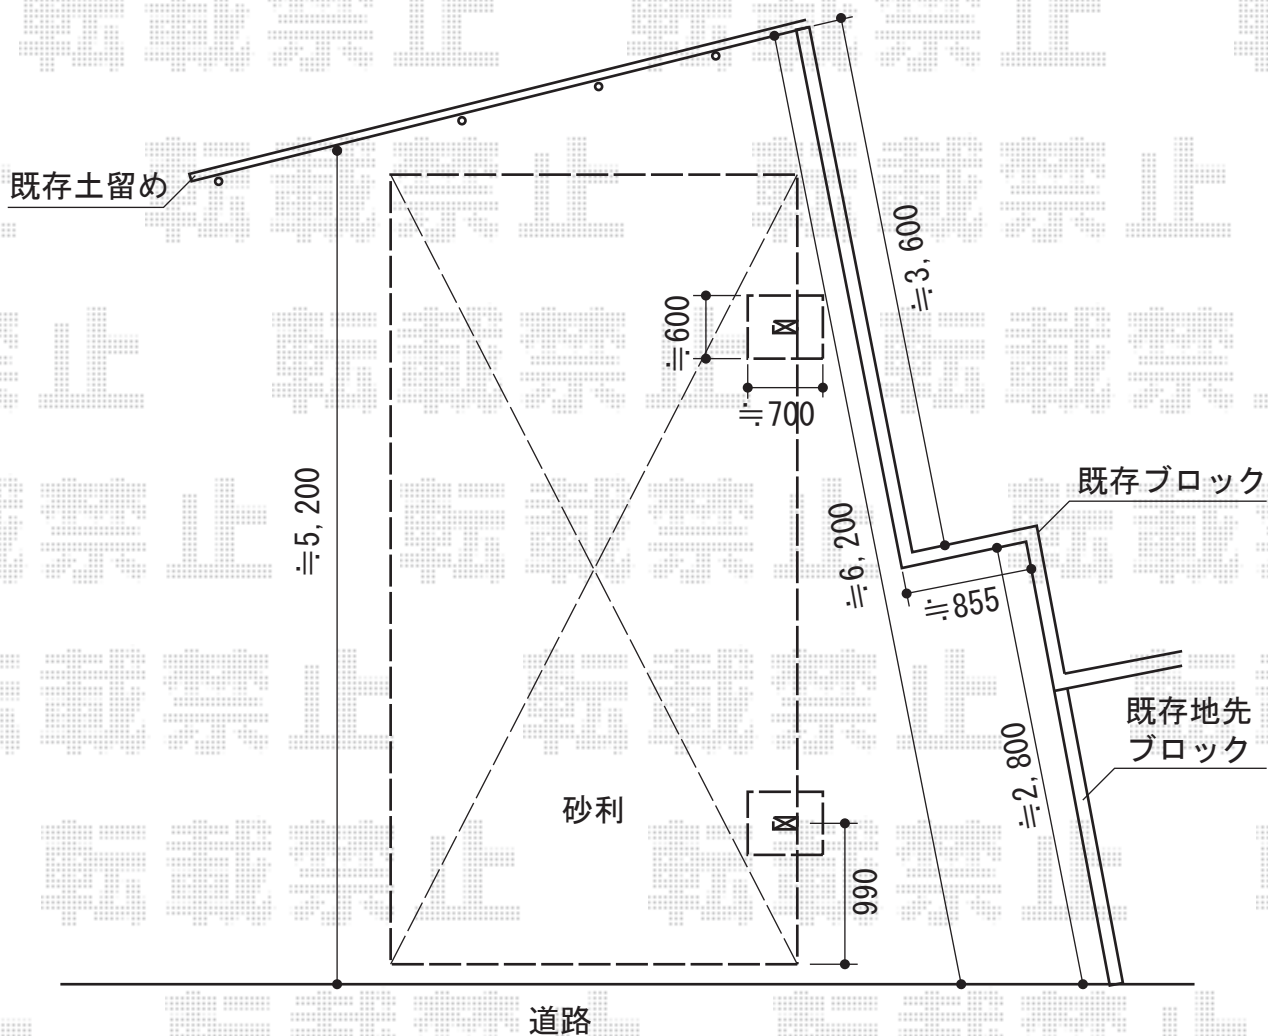 既存土留め
≒3,600
≒600
≒700
≒5,200
≒6,200
既存ブロック
≒855
既存地先
ブロック
≒2,800
砂利
990
道路
転載禁止